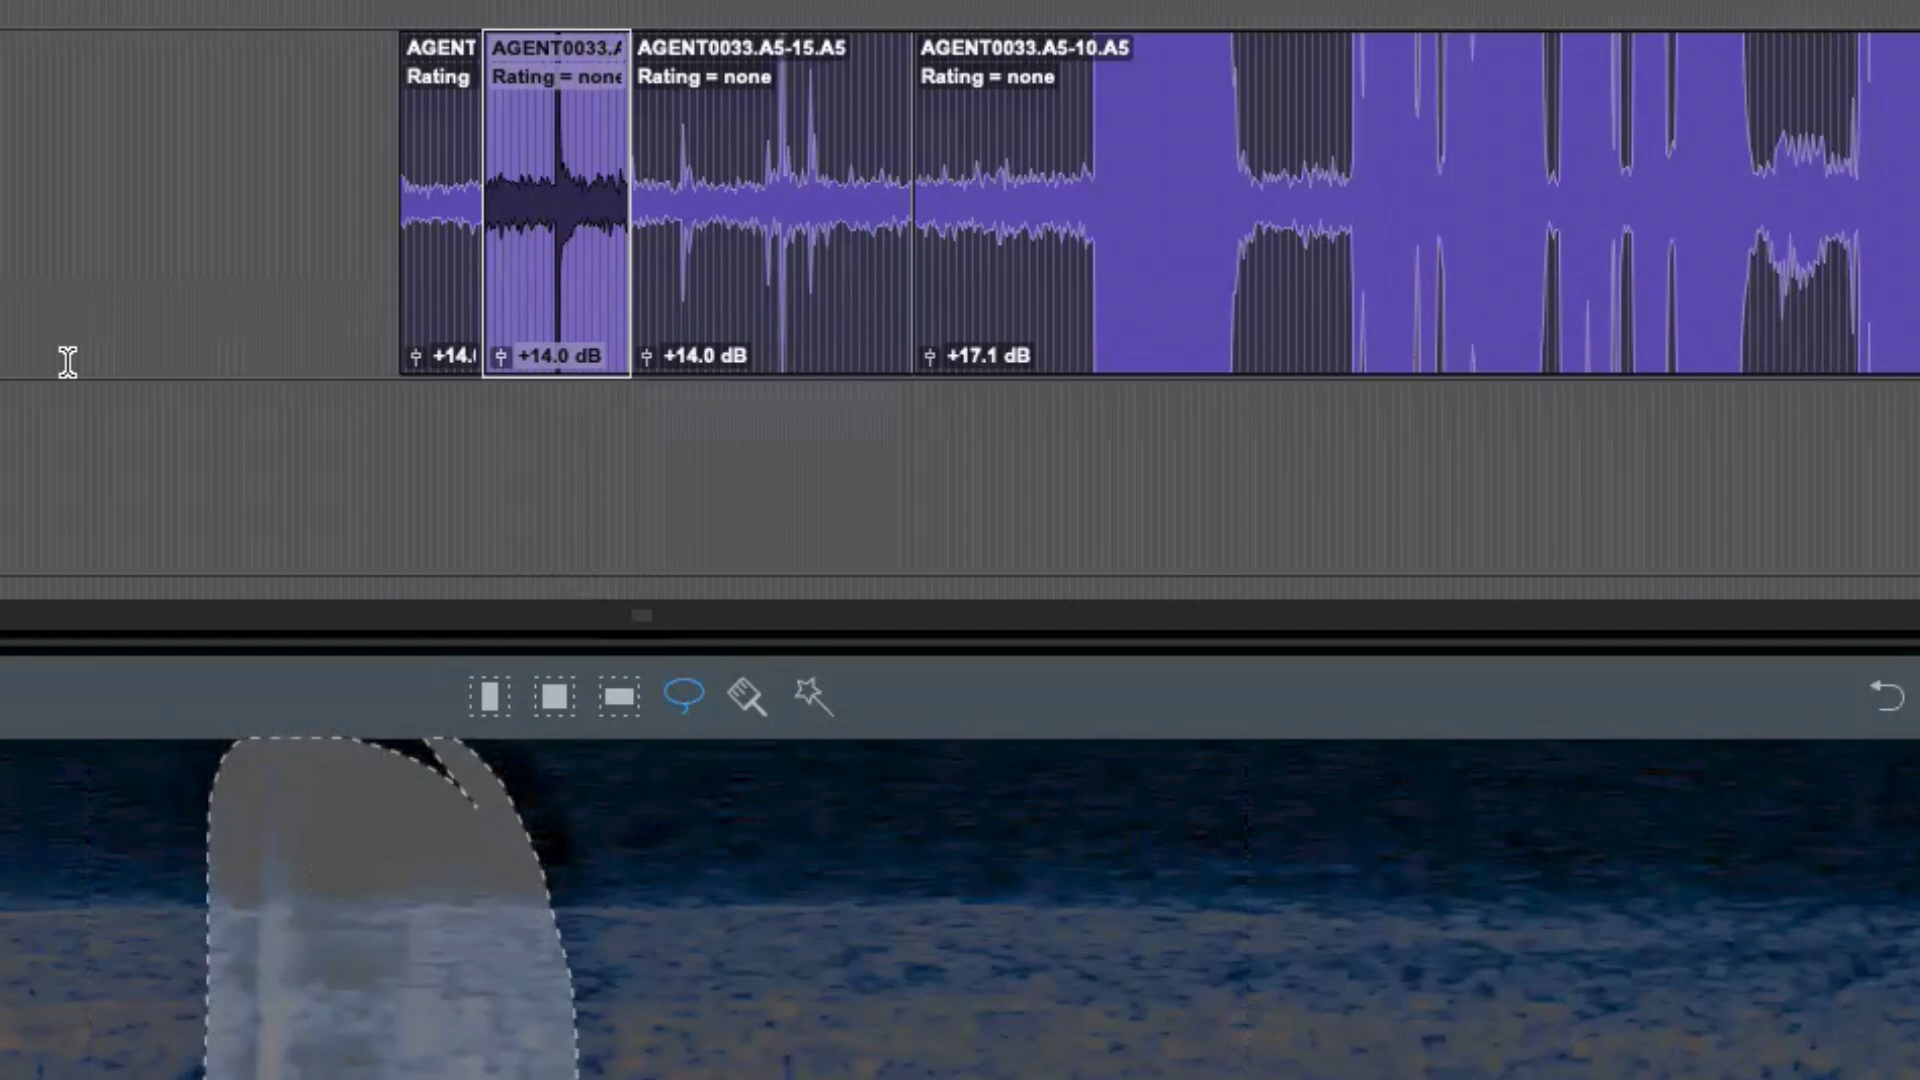 AGENT
Rating
+14.
AGENT0033.A
Rating = none
+14.0 dB
AGENT0033.A5-15.A5
Rating = none
+14.0 dB
AGENT0033.A5-10.A5
Rating = none
+17.1 dB